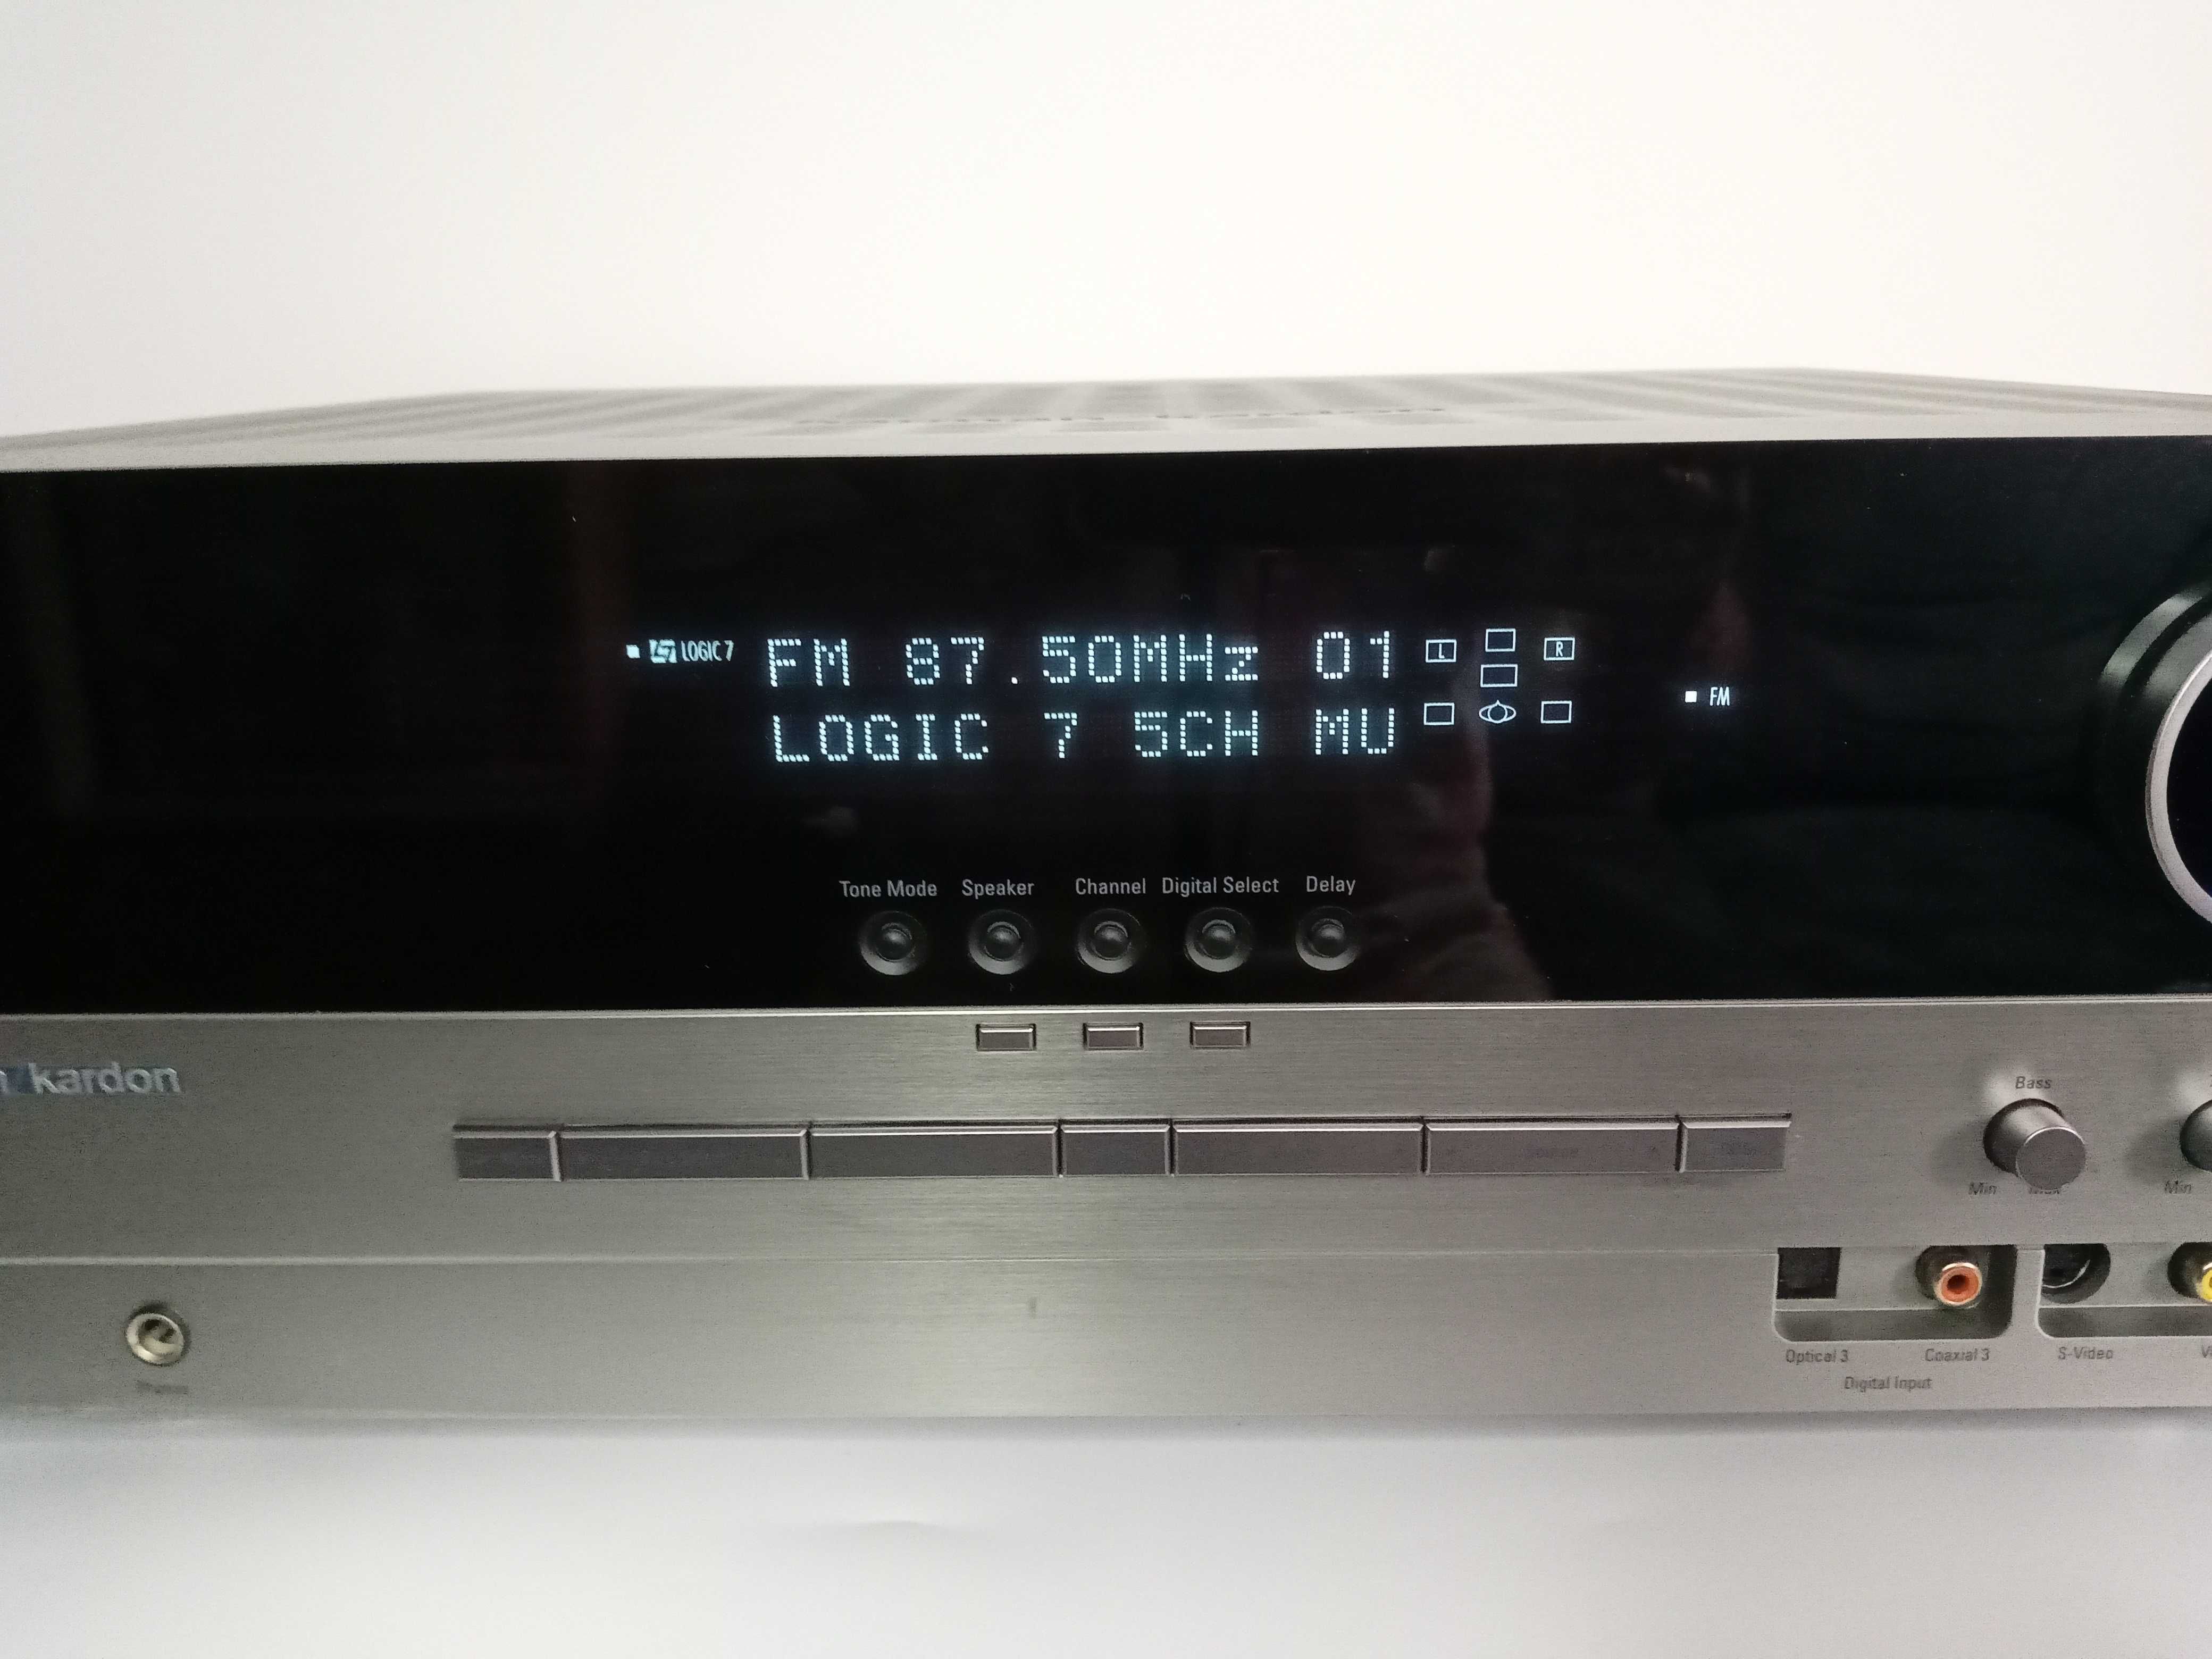 LOGIC 7
FM 87.50MHz 01
L R
LOGIC 7 5CH MU
FM
Tone Mode Speaker Channel Digital Select Delay
kardon
Bass
Min Max Min
Optical 3 Coaxial 3 S-Video
Digital Input